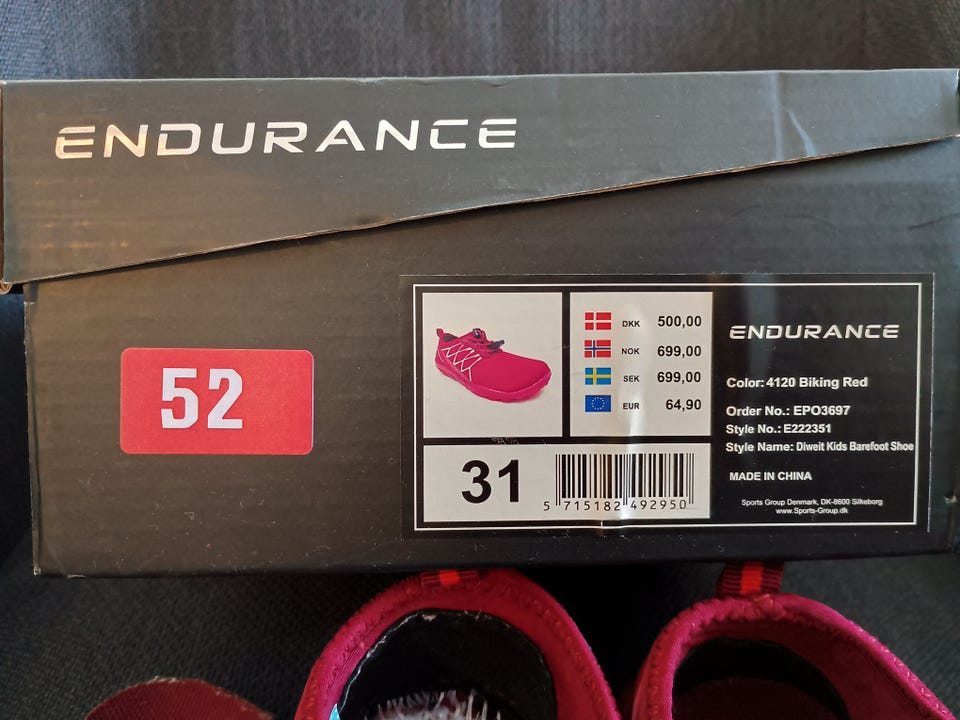 ENDURANCE
52
DKK 500,00
NOK 699,00
SEK 699,00
EUR 64,90
31
5 715182 492950
ENDURANCE
Color: 4120 Biking Red
Order No.: EPO3697
Style No.: E222351
Style Name: Diweit Kids Barefoot Shoe
MADE IN CHINA
Sports Group Denmark, DK-8600 Silkeborg
www.Sports-Group.dk